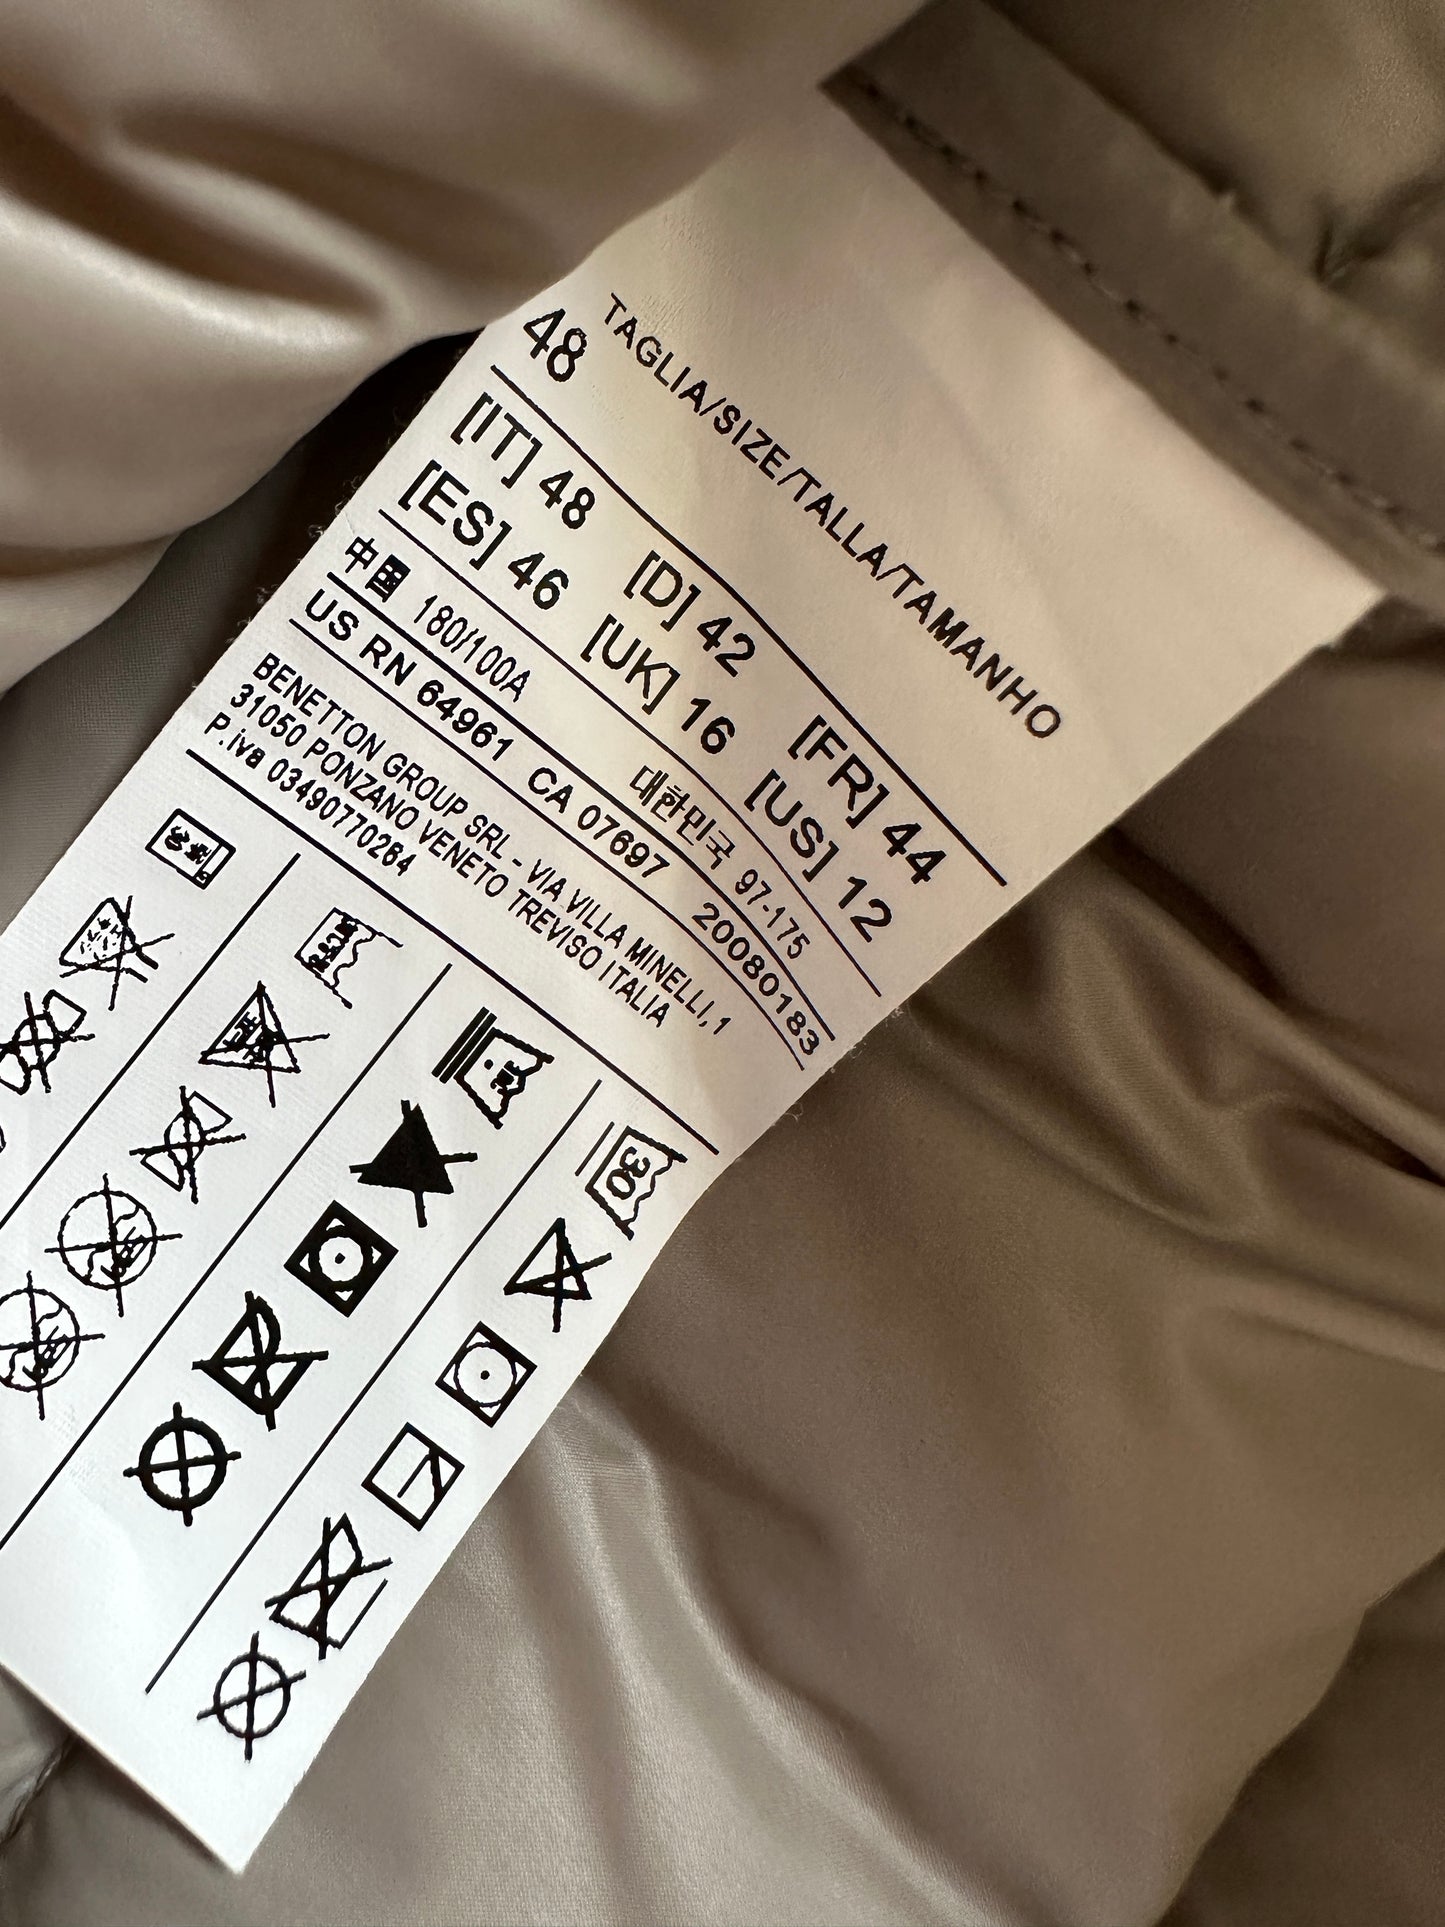 TAGLIA/SIZE/TALLA/TAMANHO
48
[IT] 48 [D] 42 [FR] 44
[ES] 46 [UK] 16 [US] 12
中国 180/100A 대한민국 97-175
US RN 64961 CA 07697 20080183
BENETTON GROUP SRL - VIA VILLA MINELLI, 1
31050 PONZANO VENETO TREVISO ITALIA
P.iva 03490770264
30